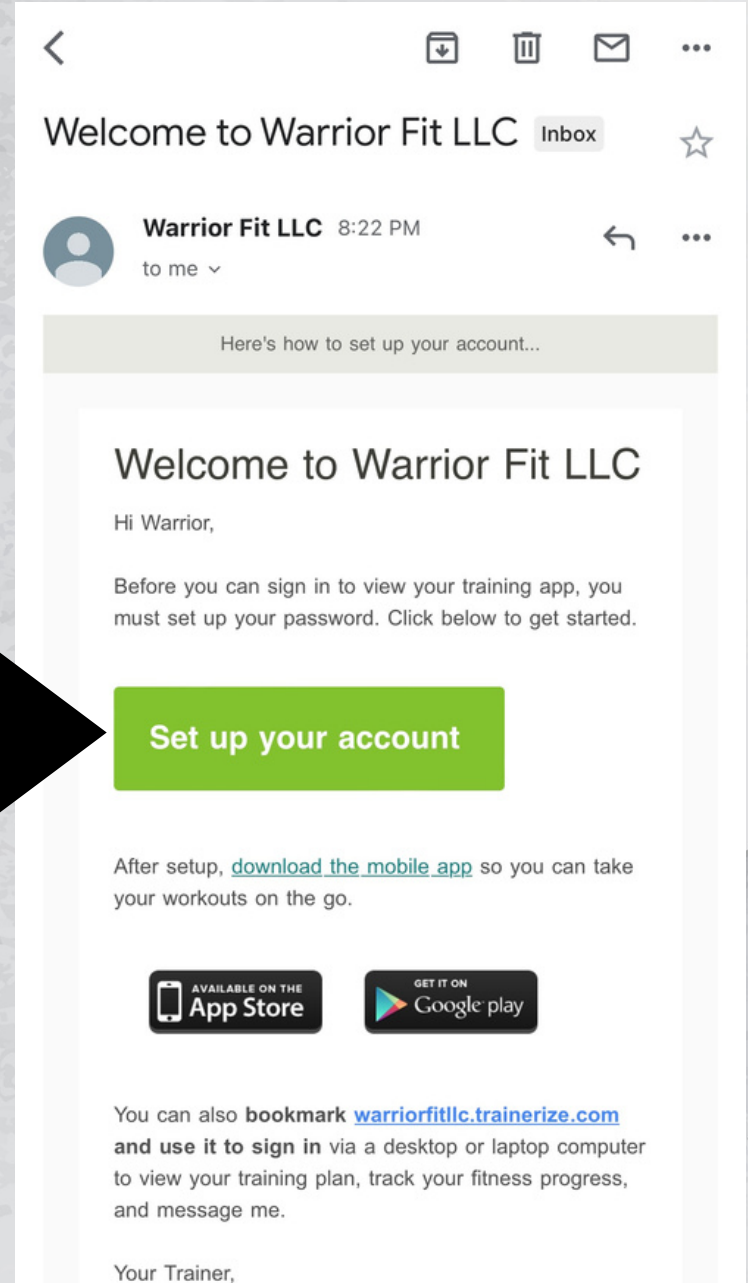 Welcome to Warrior Fit LLC Inbox
Warrior Fit LLC 8:22 PM
to me
Here's how to set up your account...
Welcome to Warrior Fit LLC
Hi Warrior,
Before you can sign in to view your training app, you
must set up your password. Click below to get started.
Set up your account
After setup, download the mobile app so you can take
your workouts on the go.
AVAILABLE ON THE
App Store
GET IT ON
Google play
You can also bookmark warriorfitllc.trainerize.com
and use it to sign in via a desktop or laptop computer
to view your training plan, track your fitness progress,
and message me.
Your Trainer,